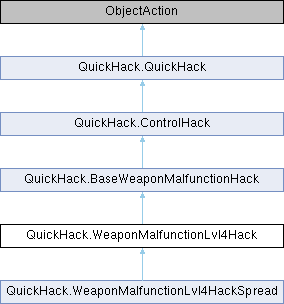 ObjectAction
QuickHack.QuickHack
QuickHack.ControlHack
QuickHack.BaseWeaponMalfunctionHack
QuickHack.WeaponMalfunctionLvl4Hack
QuickHack.WeaponMalfunctionLvl4HackSpread